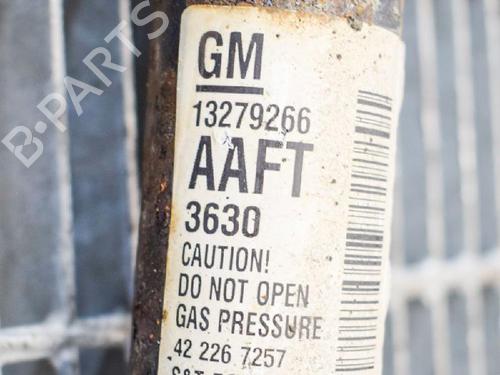 B-PARTS
GM
13279266
AAFT
3630
CAUTION!
DO NOT OPEN
GAS PRESSURE
42 226 7257